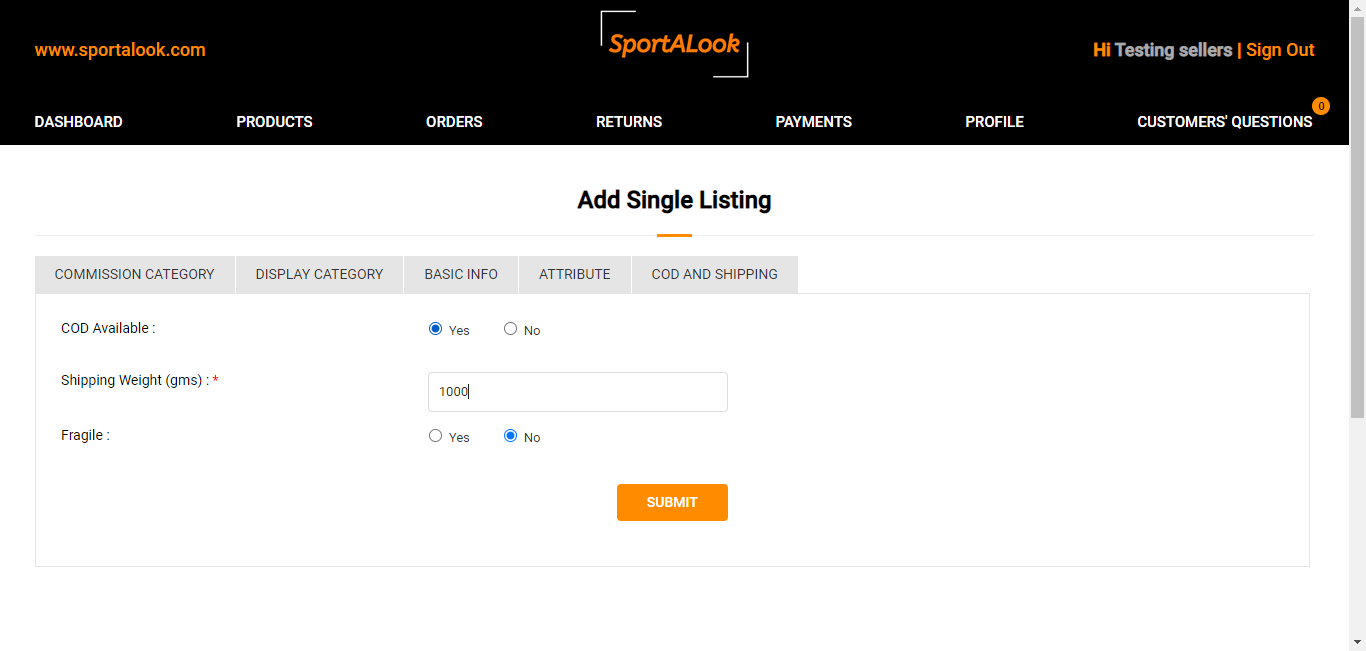 www.sportalook.com
SportALook
Hi Testing sellers | Sign Out
0
DASHBOARD PRODUCTS ORDERS RETURNS PAYMENTS PROFILE CUSTOMERS' QUESTIONS
Add Single Listing
COMMISSION CATEGORY DISPLAY CATEGORY BASIC INFO ATTRIBUTE COD AND SHIPPING
COD Available : Yes No
Shipping Weight (gms) : * 1000
Fragile : Yes No
SUBMIT